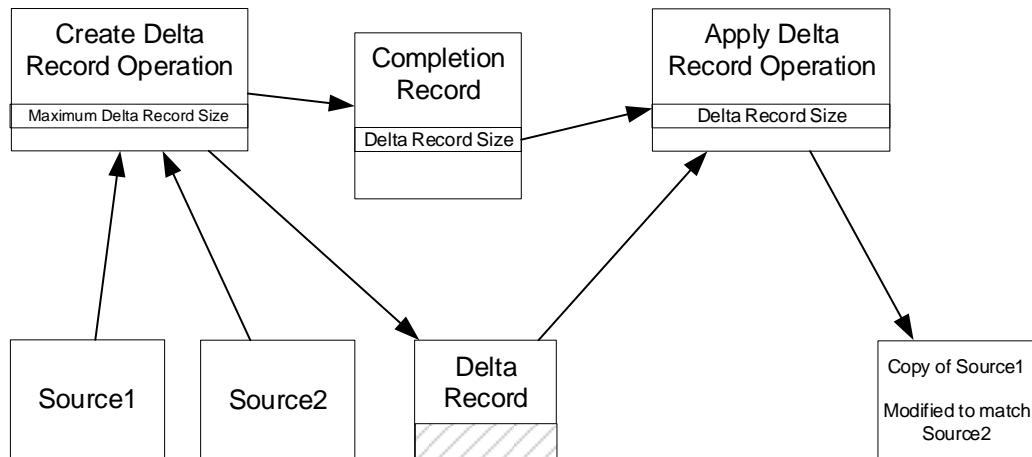 Create Delta
Record Operation
Maximum Delta Record Size
Completion
Record
Delta Record Size
Apply Delta
Record Operation
Delta Record Size
Source1
Source2
Delta
Record
Copy of Source1
Modified to match
Source2